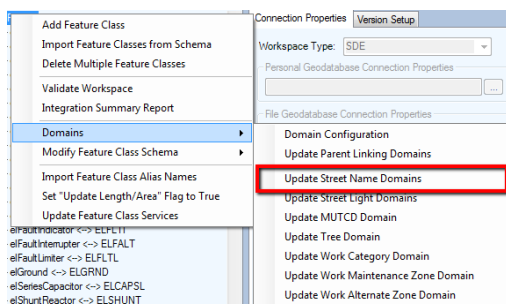 Add Feature Class
Import Feature Classes from Schema
Delete Multiple Feature Classes
Validate Workspace
Integration Summary Report
Domains
Modify Feature Class Schema
Import Feature Class Alias Names
Set "Update Length/Area" Flag to True
Update Feature Class Services
elFaultIndicator <--> ELFLTI
elFaultInterrupter <--> ELFALT
elFaultLimiter <--> ELFLTL
elGround <--> ELGRND
elSeriesCapacitor <--> ELCAPSL
elShuntReactor <--> ELSHUNT
Connection Properties Version Setup
Workspace Type: SDE
Personal Geodatabase Connection Properties
...
File Geodatabase Connection Properties
Domain Configuration
Update Parent Linking Domains
Update Street Name Domains
Update Street Light Domains
Update MUTCD Domain
Update Tree Domain
Update Work Category Domain
Update Work Maintenance Zone Domain
Update Work Alternate Zone Domain